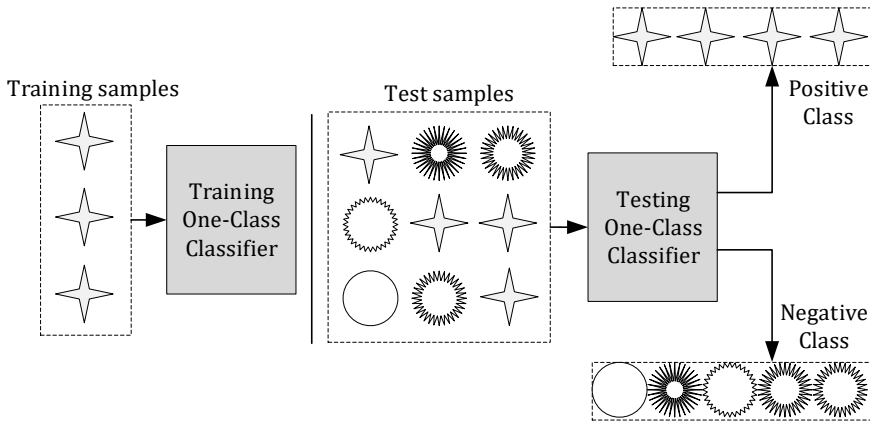 Training samples
Training
One-Class
Classifier
Test samples
Testing
One-Class
Classifier
Positive
Class
Negative
Class